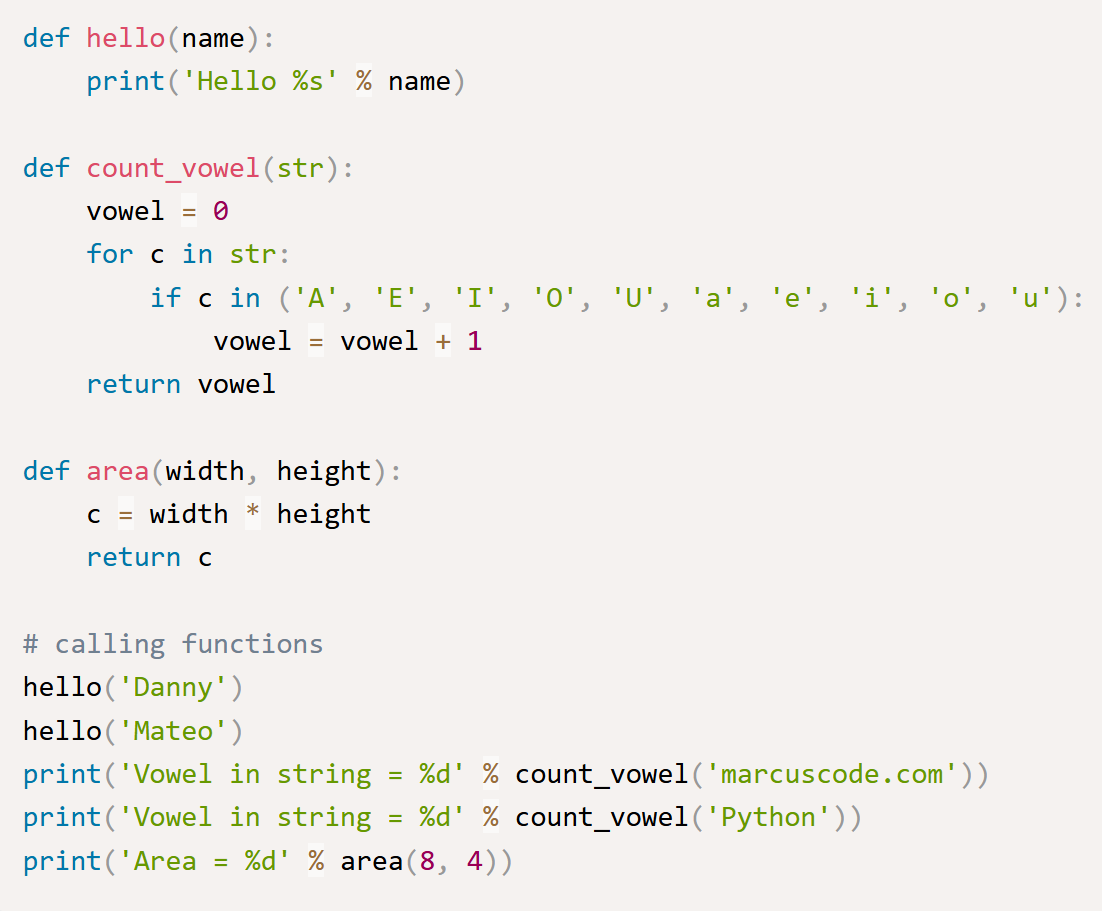 def hello(name):
    print('Hello %s' % name)

def count_vowel(str):
    vowel = 0
    for c in str:
        if c in ('A', 'E', 'I', 'O', 'U', 'a', 'e', 'i', 'o', 'u'):
            vowel = vowel + 1
    return vowel

def area(width, height):
    c = width * height
    return c

# calling functions
hello('Danny')
hello('Mateo')
print('Vowel in string = %d' % count_vowel('marcuscode.com'))
print('Vowel in string = %d' % count_vowel('Python'))
print('Area = %d' % area(8, 4))